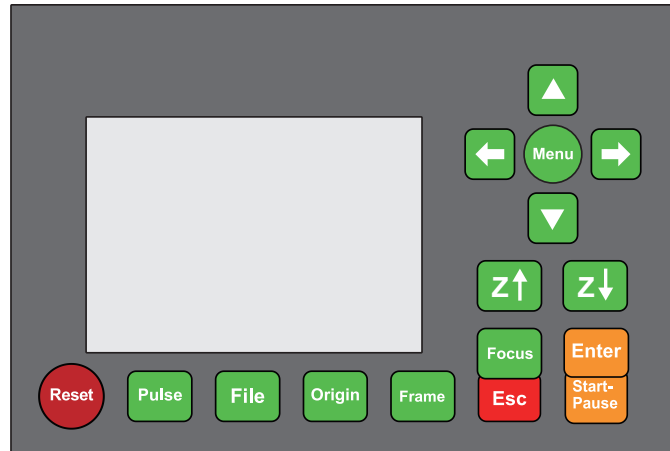 Menu
Z
Z
Focus
Enter
Reset
Pulse
File
Origin
Frame
Esc
Start-
Pause